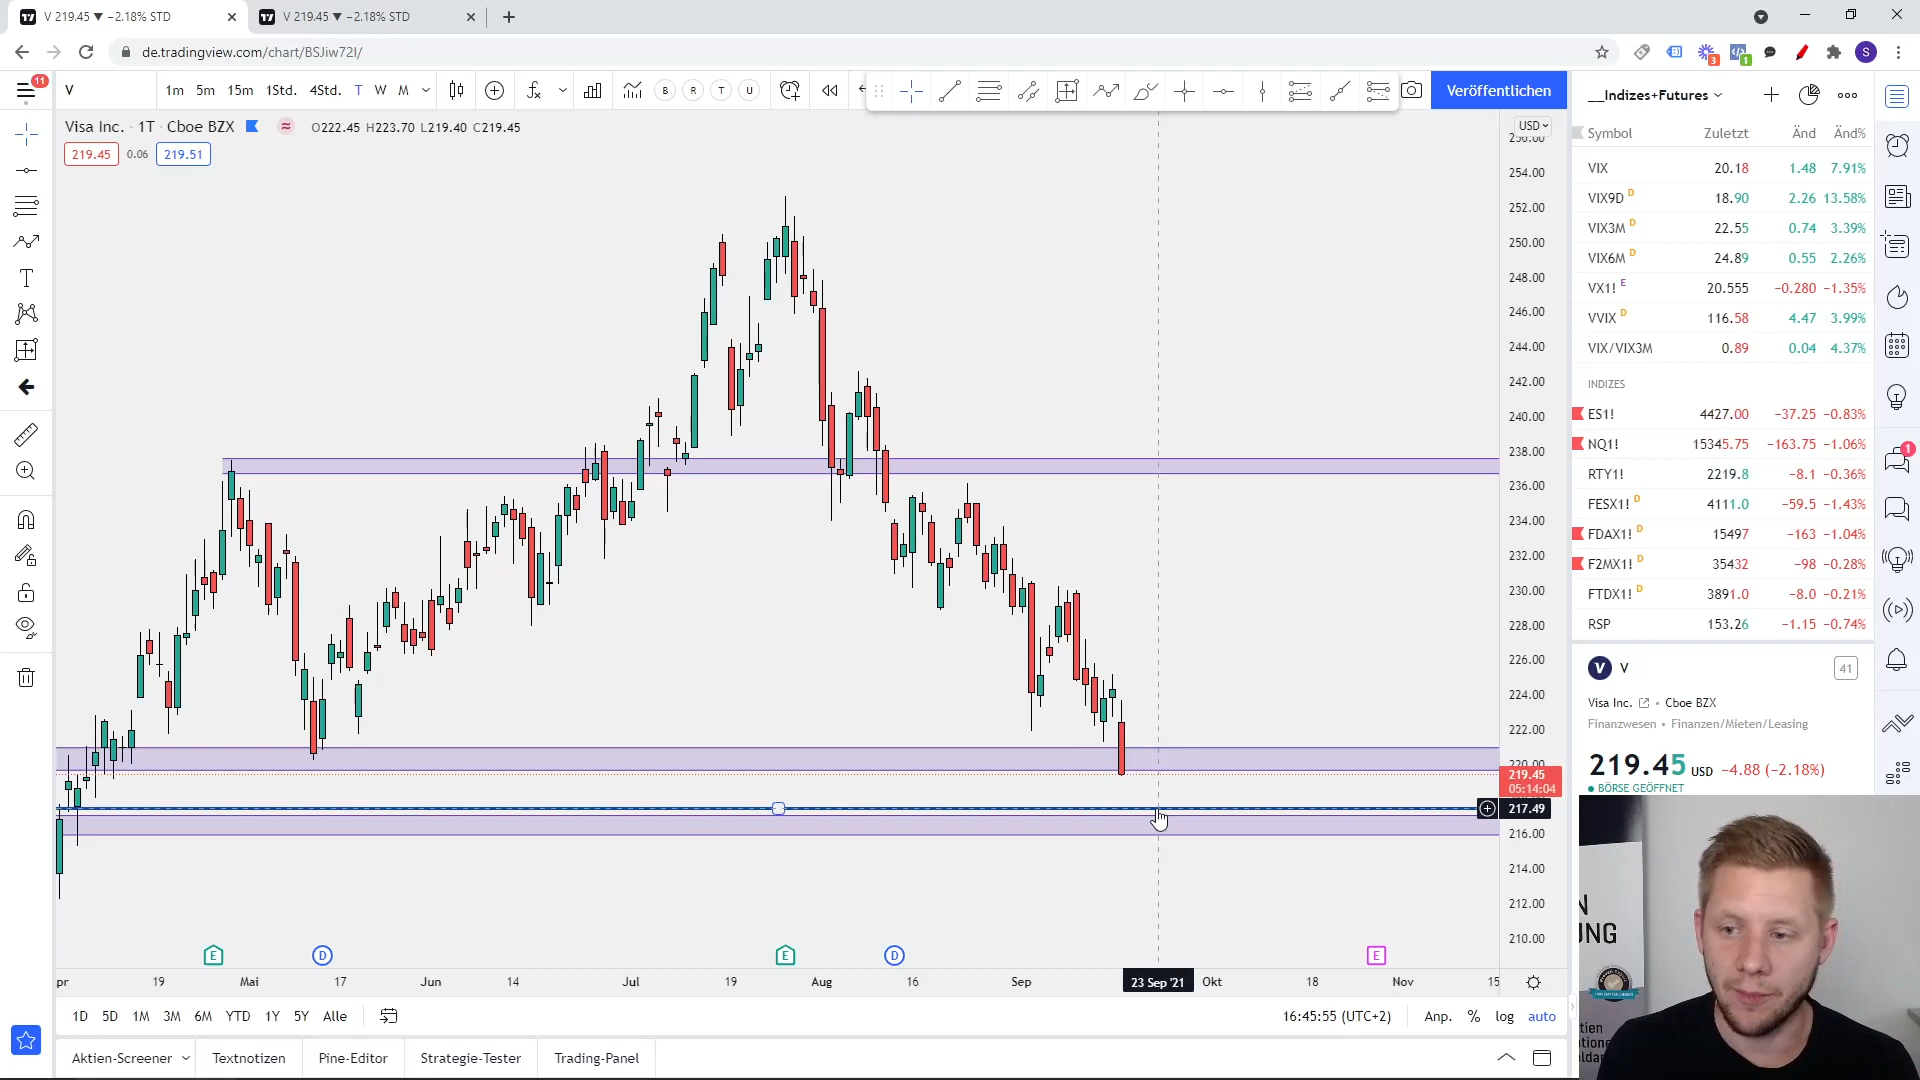 V 219.45 ▼ −2.18% STD
V 219.45 ▼ −2.18% STD
de.tradingview.com/chart/BSJiw72l/
S
3
1
11
V
1m 5m 15m 1Std. 4Std. T W M
B R T U
Veröffentlichen
__Indizes+Futures
Visa Inc. · 1T · Cboe BZX
O222.45 H223.70 L219.40 C219.45
219.45 0.06 219.51
USD
Symbol Zuletzt Änd Änd%
VIX 20.18 1.48 7.91%
VIX9D D 18.90 2.26 13.58%
VIX3M D 22.55 0.74 3.39%
VIX6M D 24.89 0.55 2.26%
VX1! E 20.555 −0.280 −1.35%
VVIX D 116.58 4.47 3.99%
VIX/VIX3M 0.89 0.04 4.37%
INDIZES
ES1! 4427.00 −37.25 −0.83%
NQ1! 15345.75 −163.75 −1.06%
RTY1! 2219.8 −8.1 −0.36%
FESX1! D 4111.0 −59.5 −1.43%
FDAX1! D 15497 −163 −1.04%
F2MX1! D 35432 −98 −0.28%
FTDX1! D 3891.0 −8.0 −0.21%
RSP 153.26 −1.15 −0.74%
1
V
V
41
Visa Inc. • Cboe BZX
Finanzwesen • Finanzen/Mieten/Leasing
219.45 USD −4.88 (−2.18%)
BÖRSE GEÖFFNET
256.00
254.00
252.00
250.00
248.00
246.00
244.00
242.00
240.00
238.00
236.00
234.00
232.00
230.00
228.00
226.00
224.00
222.00
220.00
219.45
05:14:04
217.49
216.00
214.00
212.00
210.00
E D E D E
pr 19 Mai 17 Jun 14 Jul 19 Aug 16 Sep 23 Sep '21 Okt 18 Nov 15
1D 5D 1M 3M 6M YTD 1Y 5Y Alle
16:45:55 (UTC+2) Anp. % log auto
Aktien-Screener Textnotizen Pine-Editor Strategie-Tester Trading-Panel
N
UNG